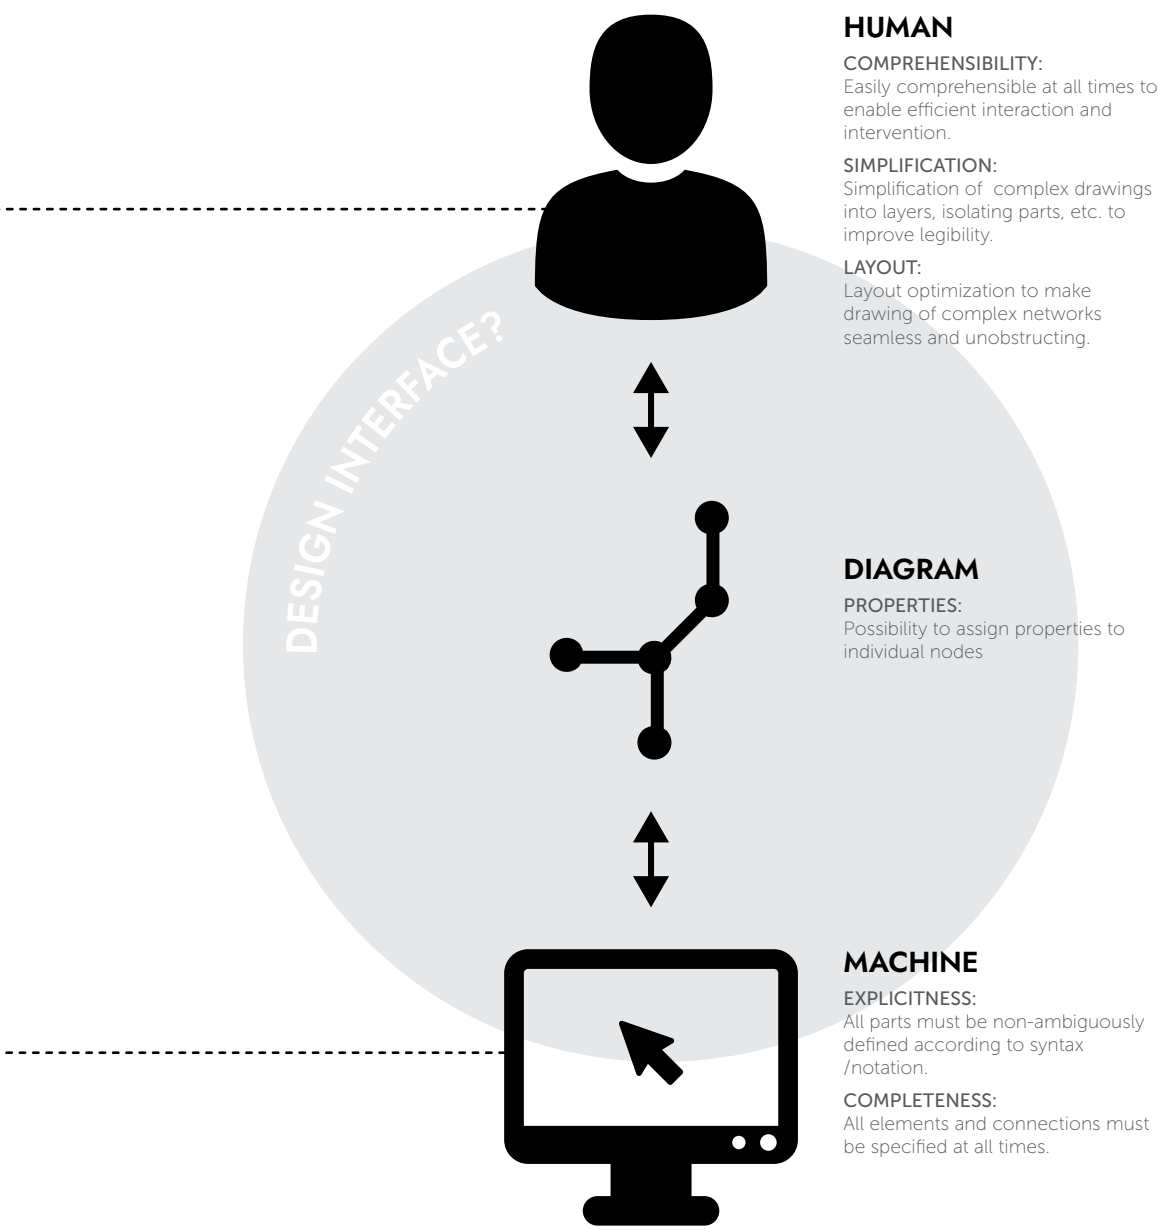 HUMAN
COMPREHENSIBILITY:
Easily comprehensible at all times to
enable efficient interaction and
intervention.
SIMPLIFICATION:
Simplification of  complex drawings
into layers, isolating parts, etc. to
improve legibility.
LAYOUT:
Layout optimization to make
drawing of complex networks
seamless and unobstructing.
DESIGN INTERFACE?
DIAGRAM
PROPERTIES:
Possibility to assign properties to
individual nodes
MACHINE
EXPLICITNESS:
All parts must be non-ambiguously
defined according to syntax
/notation.
COMPLETENESS:
All elements and connections must
be specified at all times.